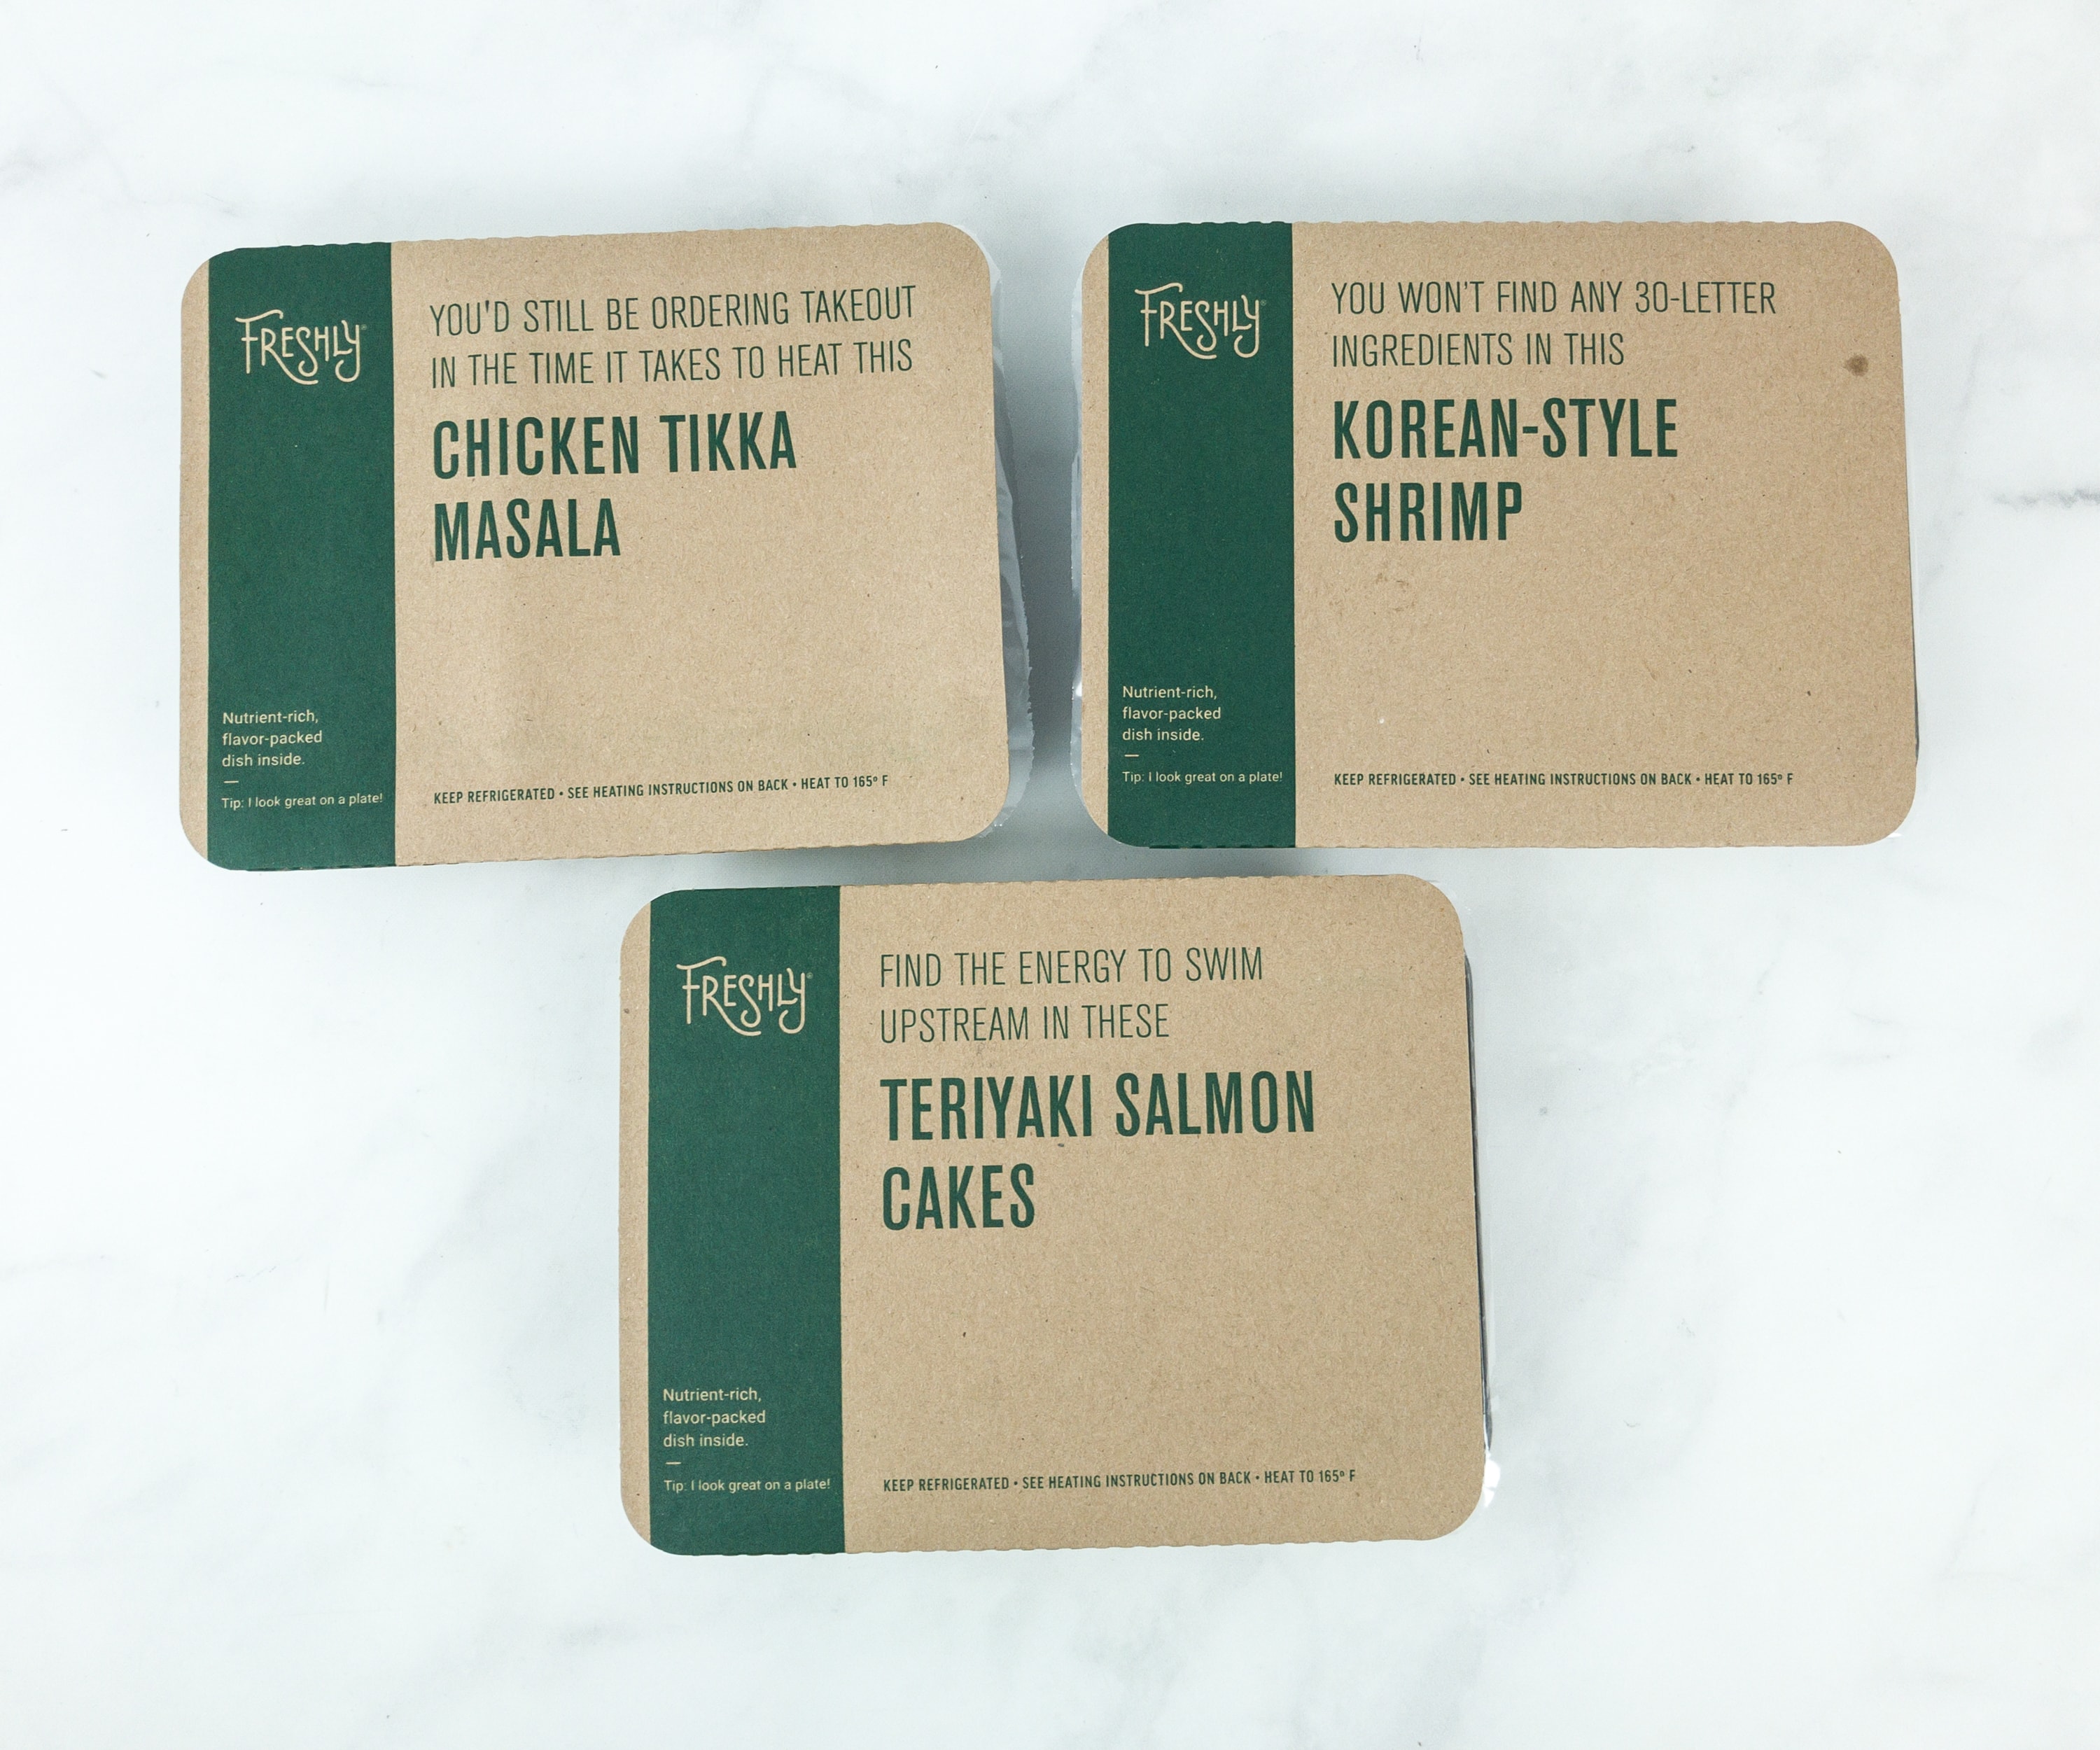 FRESHLY®
YOU'D STILL BE ORDERING TAKEOUT
IN THE TIME IT TAKES TO HEAT THIS
CHICKEN TIKKA
MASALA
Nutrient-rich,
flavor-packed
dish inside.
—
Tip: I look great on a plate!
KEEP REFRIGERATED • SEE HEATING INSTRUCTIONS ON BACK • HEAT TO 165º F
FRESHLY®
YOU WON'T FIND ANY 30-LETTER
INGREDIENTS IN THIS
KOREAN-STYLE
SHRIMP
Nutrient-rich,
flavor-packed
dish inside.
—
Tip: I look great on a plate!
KEEP REFRIGERATED • SEE HEATING INSTRUCTIONS ON BACK • HEAT TO 165º F
FRESHLY®
FIND THE ENERGY TO SWIM
UPSTREAM IN THESE
TERIYAKI SALMON
CAKES
Nutrient-rich,
flavor-packed
dish inside.
—
Tip: I look great on a plate!
KEEP REFRIGERATED • SEE HEATING INSTRUCTIONS ON BACK • HEAT TO 165º F